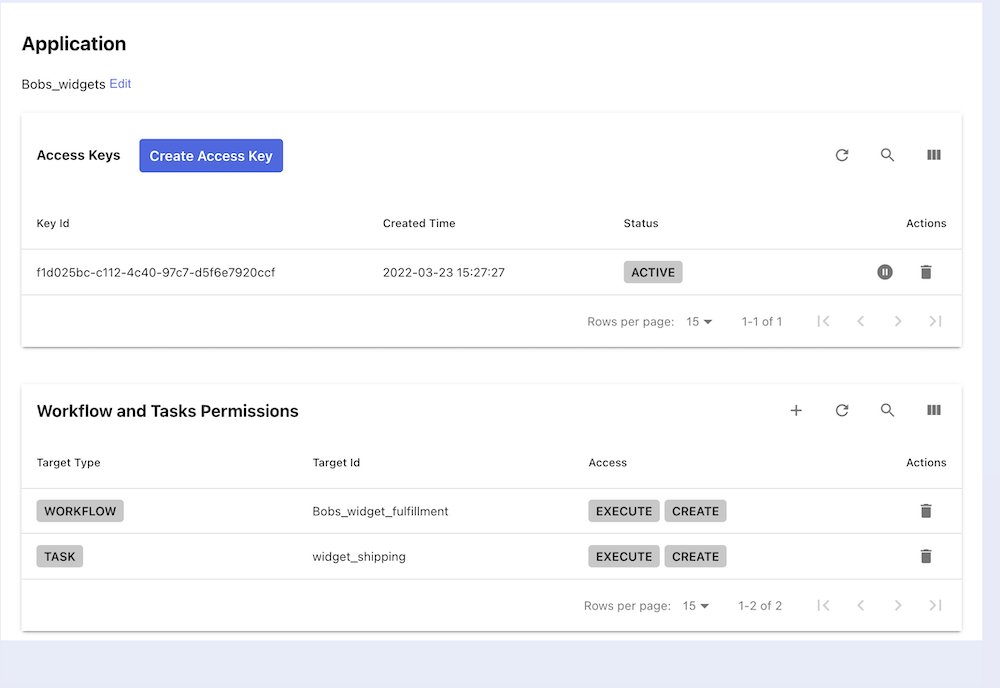 Application
Bobs_widgets Edit
Access Keys Create Access Key
Key Id Created Time Status Actions
f1d025bc-c112-4c40-97c7-d5f6e7920ccf 2022-03-23 15:27:27 ACTIVE
Rows per page: 15 1-1 of 1
Workflow and Tasks Permissions
Target Type Target Id Access Actions
WORKFLOW Bobs_widget_fulfillment EXECUTE CREATE
TASK widget_shipping EXECUTE CREATE
Rows per page: 15 1-2 of 2